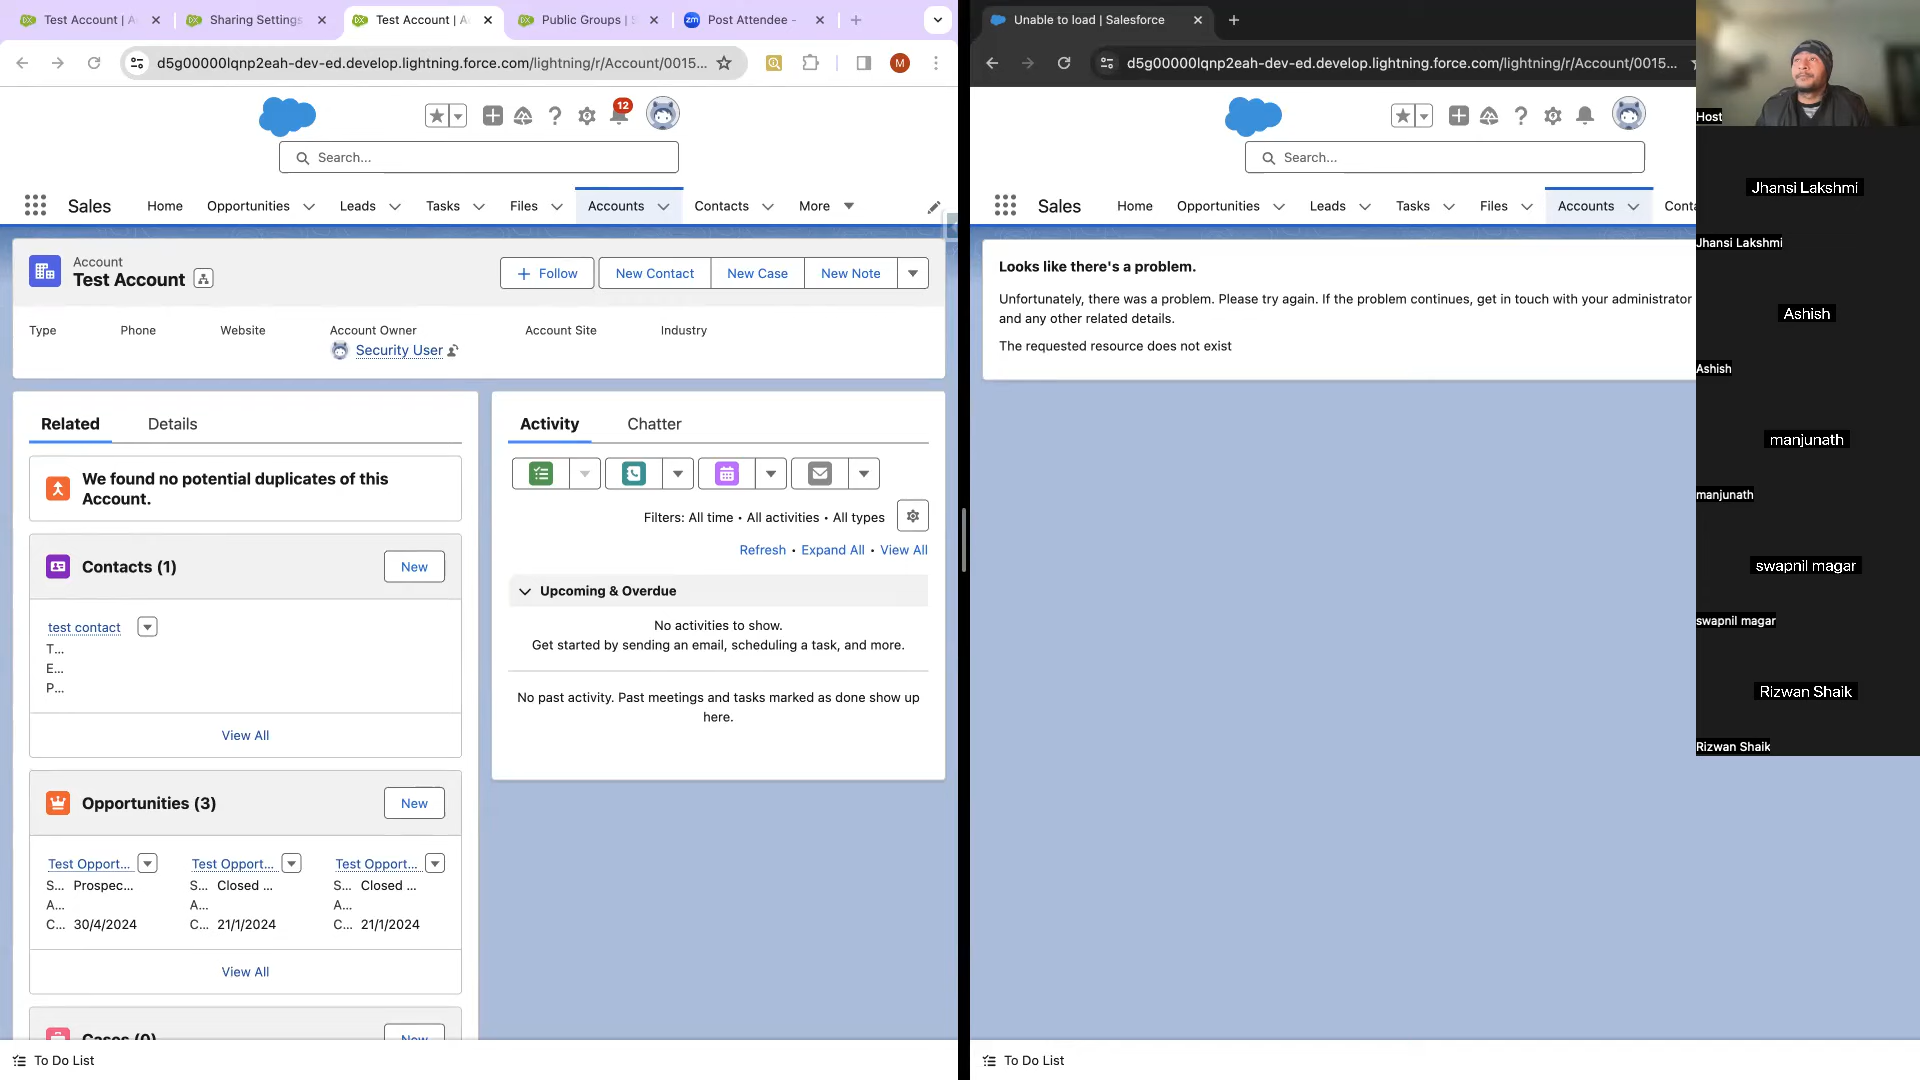 Test Account | A
Sharing Settings
Test Account | A
Public Groups | S
zm Post Attendee -
d5g00000lqnp2eah-dev-ed.develop.lightning.force.com/lightning/r/Account/0015...
M
12
Search...
Sales
Home
Opportunities
Leads
Tasks
Files
Accounts
Contacts
More
Account
Test Account
Follow
New Contact
New Case
New Note
Type
Phone
Website
Account Owner
Account Site
Industry
Security User
Related
Details
We found no potential duplicates of this
Account.
Contacts (1)
New
test contact
T...
E...
P...
View All
Opportunities (3)
New
Test Opport...
Test Opport...
Test Opport...
S... Prospec...
S... Closed ...
S... Closed ...
A...
A...
A...
C... 30/4/2024
C... 21/1/2024
C... 21/1/2024
View All
Cases (0)
New
To Do List
Activity
Chatter
Filters: All time • All activities • All types
Refresh • Expand All • View All
Upcoming & Overdue
No activities to show.
Get started by sending an email, scheduling a task, and more.
No past activity. Past meetings and tasks marked as done show up
here.
Unable to load | Salesforce
d5g00000lqnp2eah-dev-ed.develop.lightning.force.com/lightning/r/Account/0015...
Search...
Sales
Home
Opportunities
Leads
Tasks
Files
Accounts
Conta
Looks like there's a problem.
Unfortunately, there was a problem. Please try again. If the problem continues, get in touch with your administrator
and any other related details.
The requested resource does not exist
To Do List
Host
Jhansi Lakshmi
Jhansi Lakshmi
Ashish
Ashish
manjunath
manjunath
swapnil magar
swapnil magar
Rizwan Shaik
Rizwan Shaik